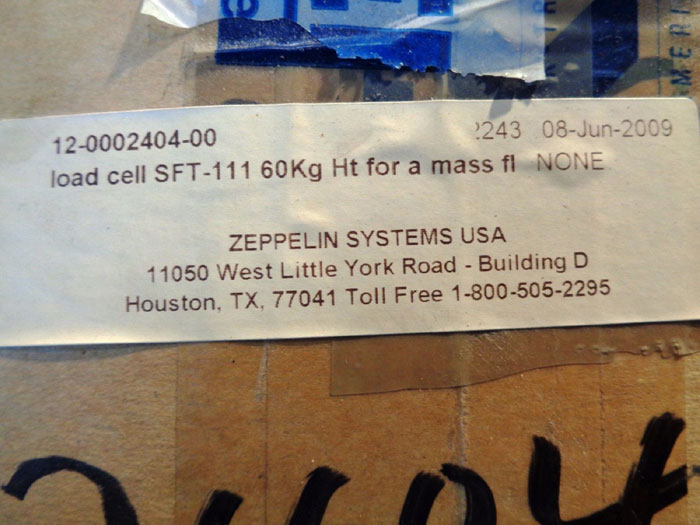 12-0002404-00 2243 08-Jun-2009
load cell SFT-111 60Kg Ht for a mass fl NONE
ZEPPELIN SYSTEMS USA
11050 West Little York Road - Building D
Houston, TX, 77041 Toll Free 1-800-505-2295
2404